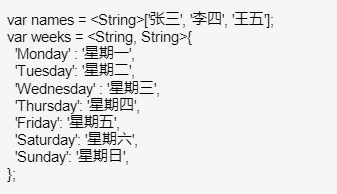 var names = <String>['张三', '李四', '王五'];
var weeks = <String, String>{
  'Monday' : '星期一',
  'Tuesday': '星期二',
  'Wednesday' : '星期三',
  'Thursday': '星期四',
  'Friday': '星期五',
  'Saturday': '星期六',
  'Sunday': '星期日',
};